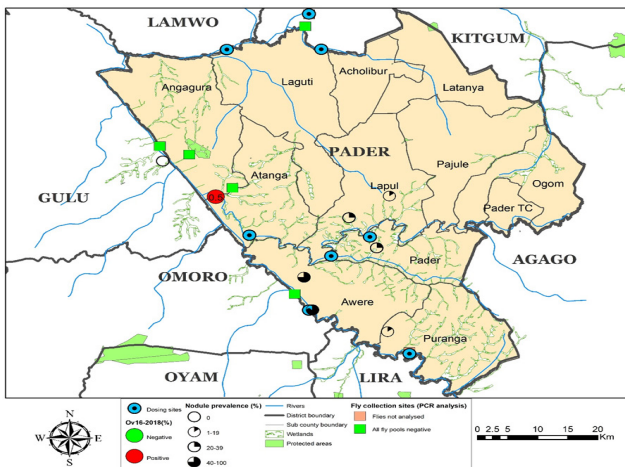 LAMWO
KITGUM
Acholibur
Laguti
Latanya
Angagura
PADER
Atanga
Pajule
Lapul
Ogom
GULU
0.5
Pader TC
Pader
AGAGO
OMORO
Awere
Puranga
OYAM
LIRA
N
W E
S
Dosing sites
Ov16-2018(%)
Negative
Positive
Nodule prevalence (%)
0
1-19
20-39
40-100
Rivers
District boundary
Sub county boundary
Wetlands
Protected areas
Fly collection sites (PCR analysis)
Flies not analysed
All fly pools negative
0 2.5 5 10 15 20
Km